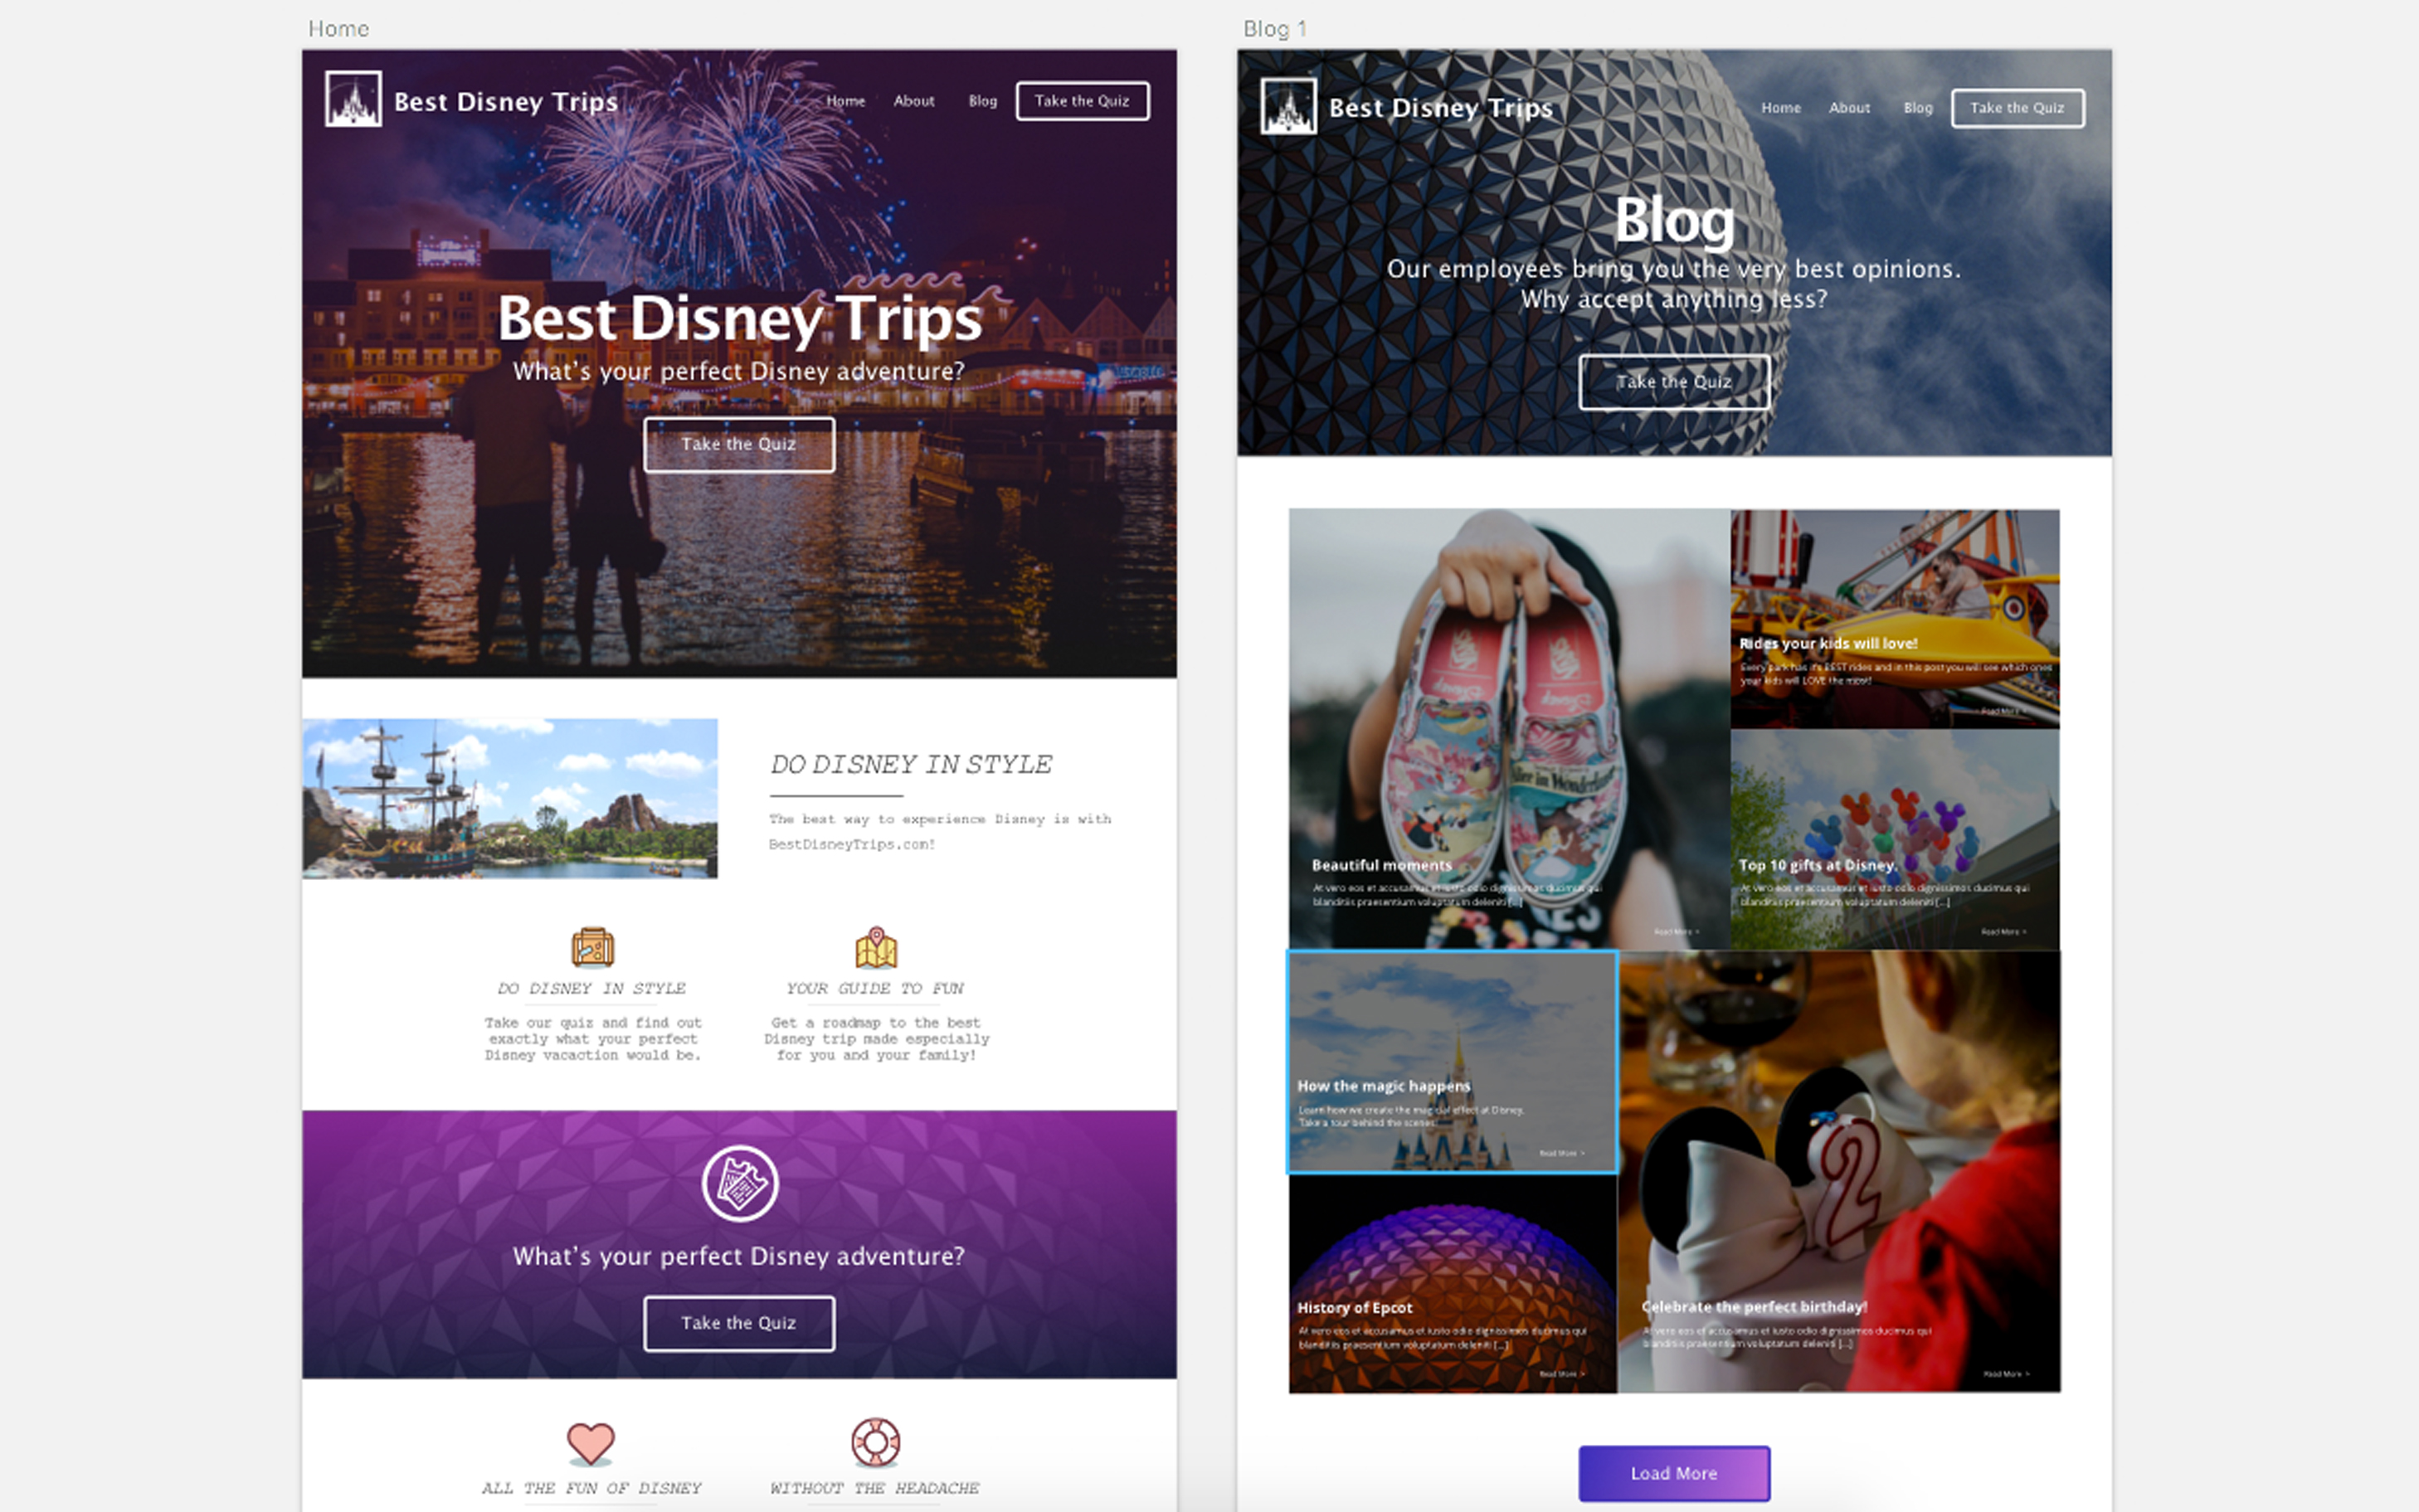 Home
Best Disney Trips
Home About Blog Take the Quiz
Best Disney Trips
What's your perfect Disney adventure?
Take the Quiz
DO DISNEY IN STYLE
The best way to experience Disney is with
BestDisneyTrips.com!
DO DISNEY IN STYLE
Take our quiz and find out
exactly what your perfect
Disney vacaction would be.
YOUR GUIDE TO FUN
Get a roadmap to the best
Disney trip made especially
for you and your family!
What's your perfect Disney adventure?
Take the Quiz
ALL THE FUN OF DISNEY
WITHOUT THE HEADACHE
Blog 1
Best Disney Trips
Home About Blog Take the Quiz
Blog
Our employees bring you the very best opinions.
Why accept anything less?
Take the Quiz
Disney
Disney
Alice in Wonderland
Beautiful moments
At vero eos et accusamus et iusto odio dignissimos ducimus qui
blanditiis praesentium voluptatum deleniti [...]
Read More >
Rides your kids will love!
Every park has it's BEST rides and in this post you will see which ones
your kids will LOVE the most!
Read More >
Top 10 gifts at Disney.
At vero eos et accusamus et iusto odio dignissimos ducimus qui
blanditiis praesentium voluptatum deleniti [...]
Read More >
How the magic happens
Learn how we create the magical effect at Disney.
Take a tour behind the scenes!
Read More >
History of Epcot
At vero eos et accusamus et iusto odio dignissimos ducimus qui
blanditiis praesentium voluptatum deleniti [...]
Read More >
2
Celebrate the perfect birthday!
At vero eos et accusamus et iusto odio dignissimos ducimus qui
blanditiis praesentium voluptatum deleniti [...]
Read More >
Load More